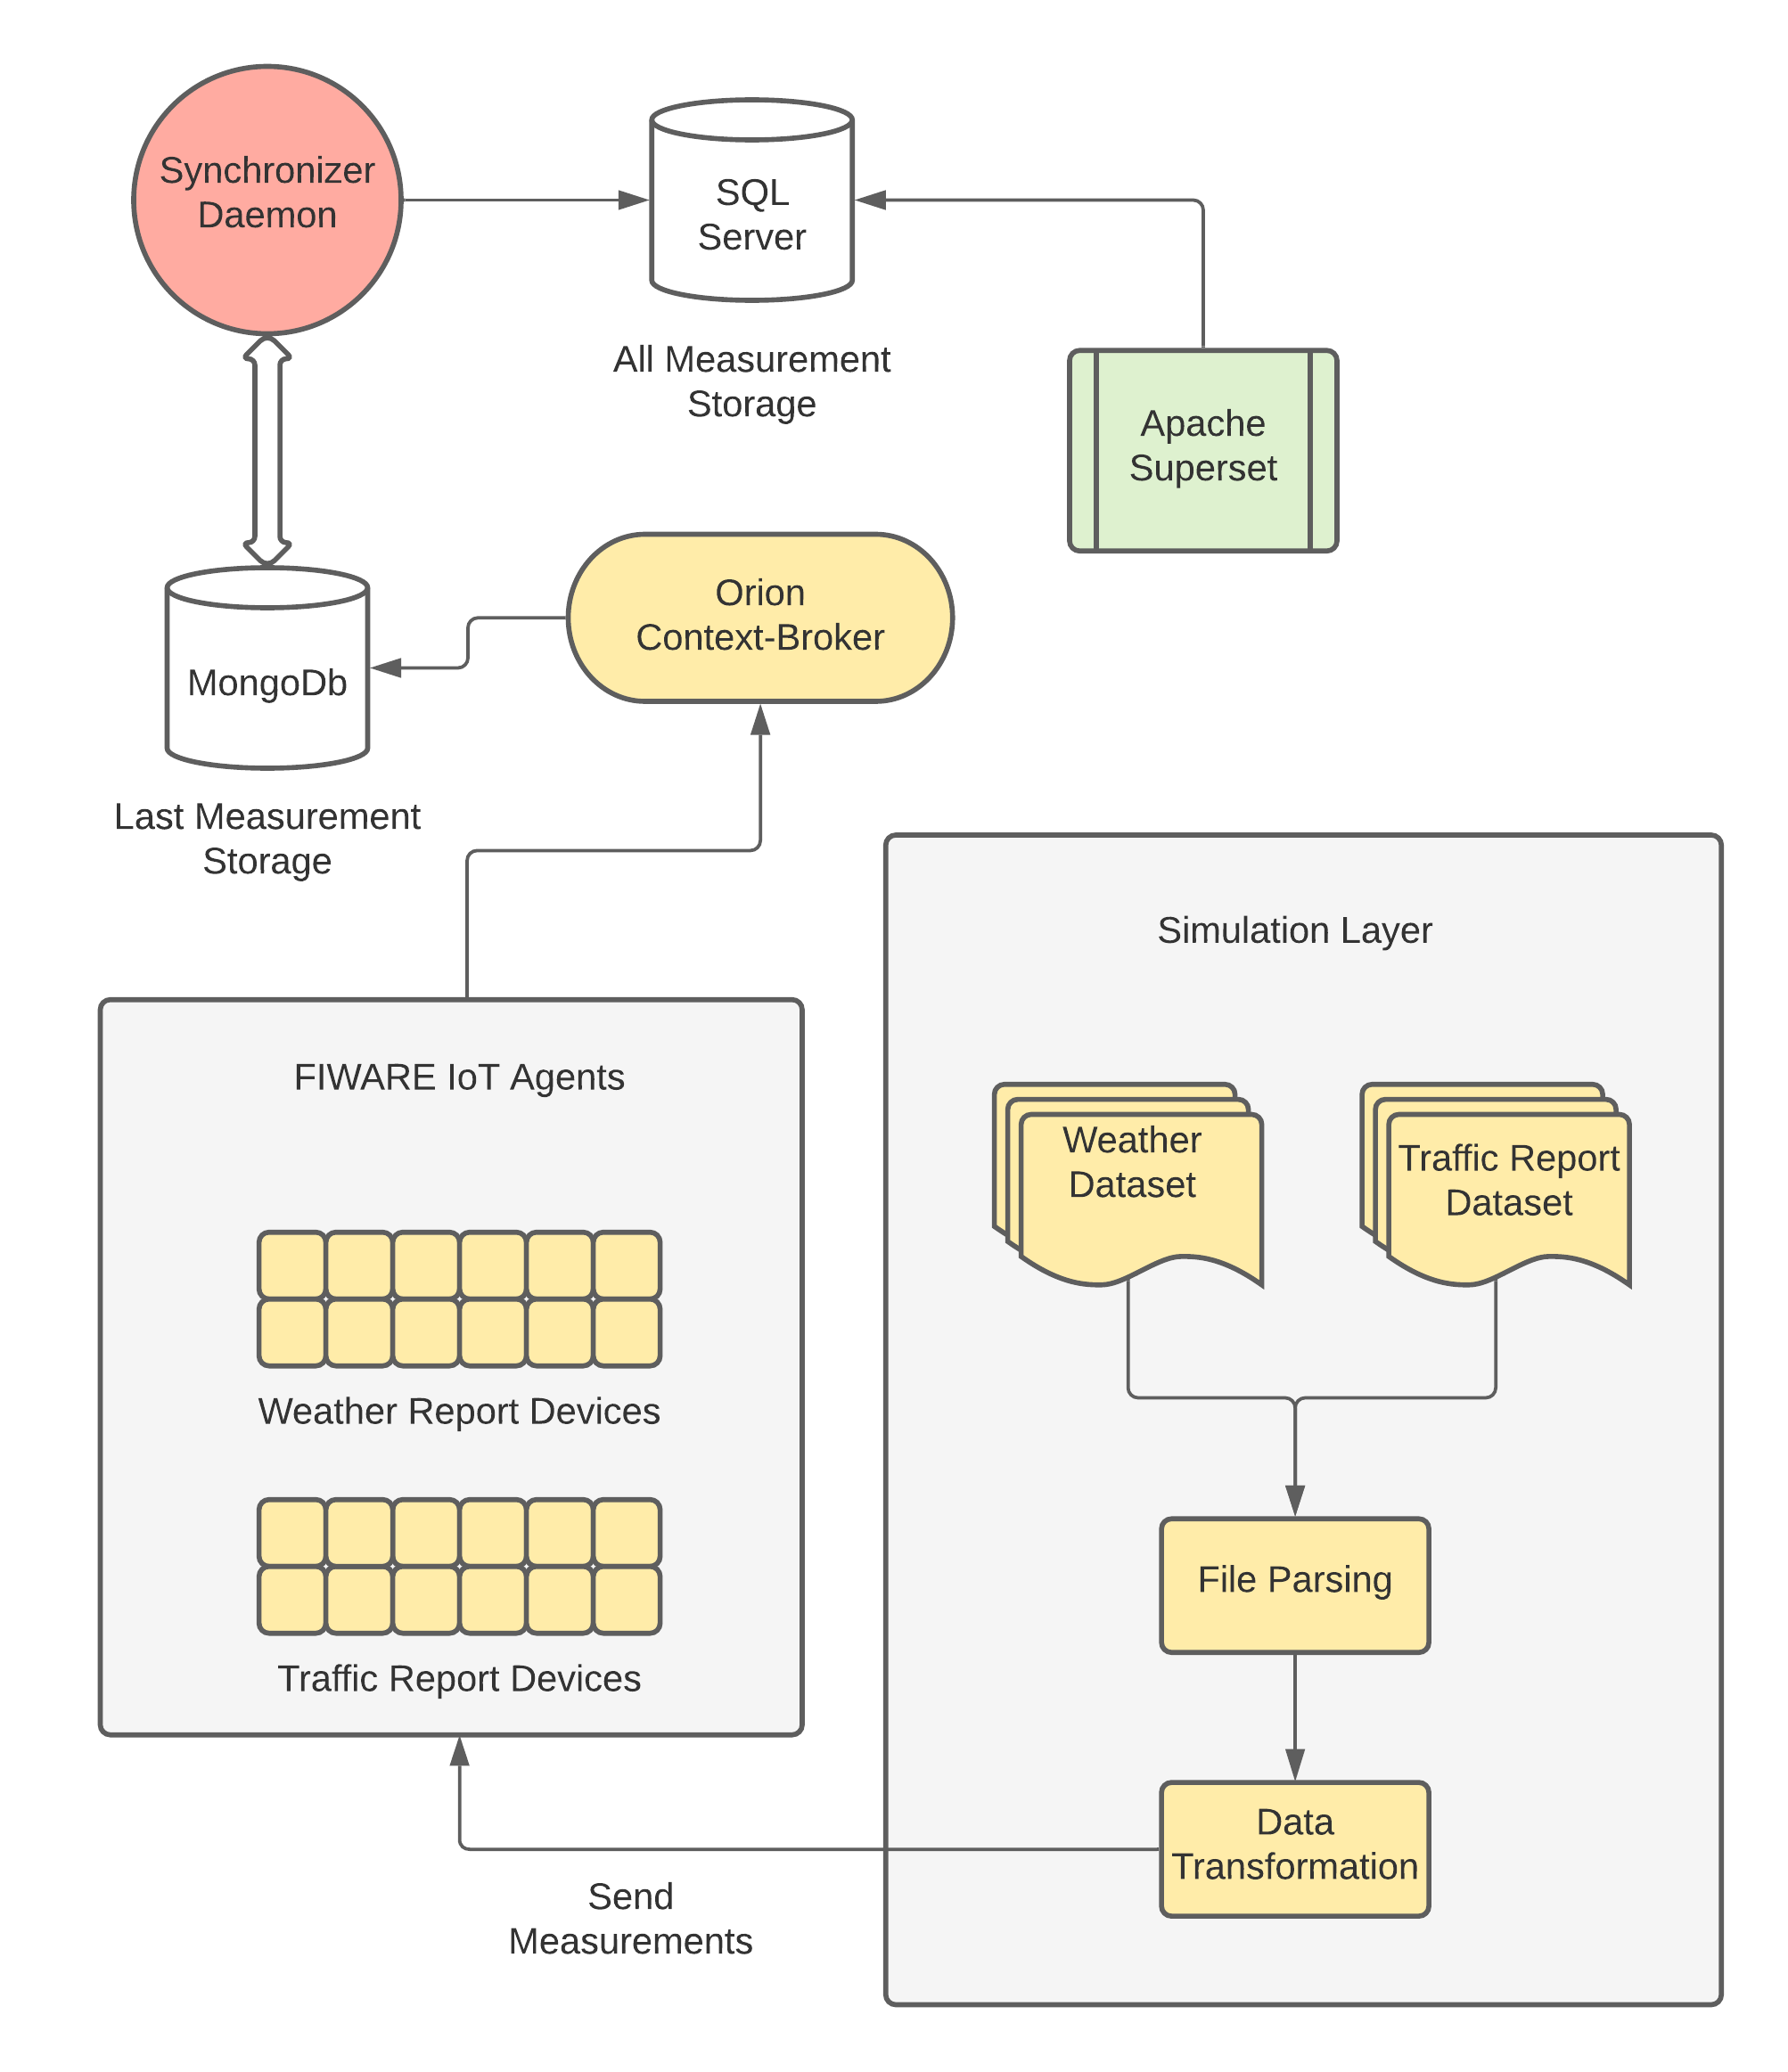 Synchronizer
Daemon
SQL
Server
All Measurement
Storage
Apache
Superset
Orion
Context-Broker
MongoDb
Last Measurement
Storage
Simulation Layer
FIWARE IoT Agents
Weather
Dataset
Traffic Report
Dataset
Weather Report Devices
File Parsing
Traffic Report Devices
Data
Transformation
Send
Measurements